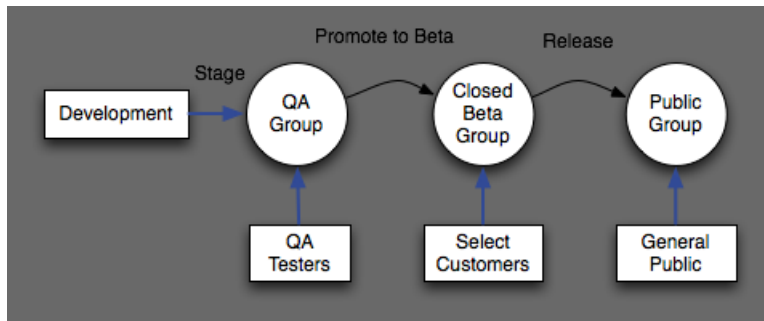 Promote to Beta
Release
Stage
Development
QA
Group
Closed
Beta
Group
Public
Group
QA
Testers
Select
Customers
General
Public